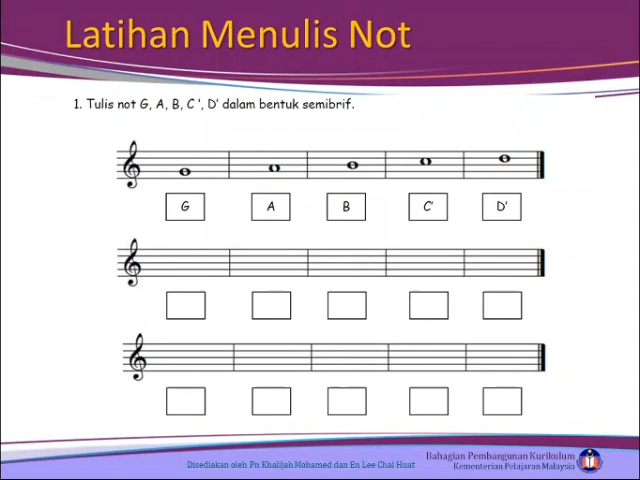 Latihan Menulis Not
1. Tulis not G, A, B, C ', D' dalam bentuk semibrif.
G A B C' D'
Disediakan oleh Pn Khalijah Mohamed dan En Lee Chai Huat
Bahagian Pembangunan Kurikulum
Kementerian Pelajaran Malaysia